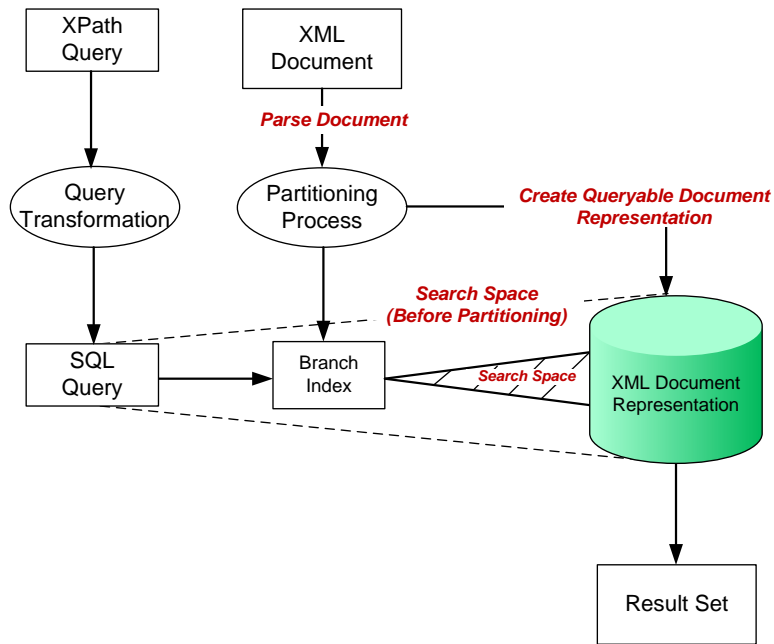 XPath
Query
XML
Document
Parse Document
Query
Transformation
Partitioning
Process
Create Queryable Document
Representation
Search Space
(Before Partitioning)
SQL
Query
Branch
Index
Search Space
XML Document
Representation
Result Set